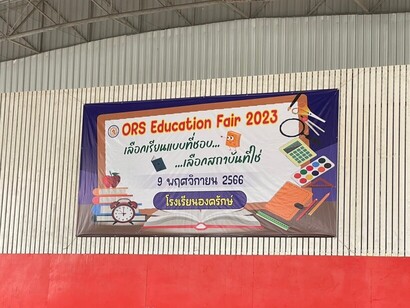 ORS Education Fair 2023
เลือกเรียนแบบที่ชอบ...
...เลือกสถาบันที่ใช่
9 พฤศจิกายน 2566
โรงเรียนองครักษ์